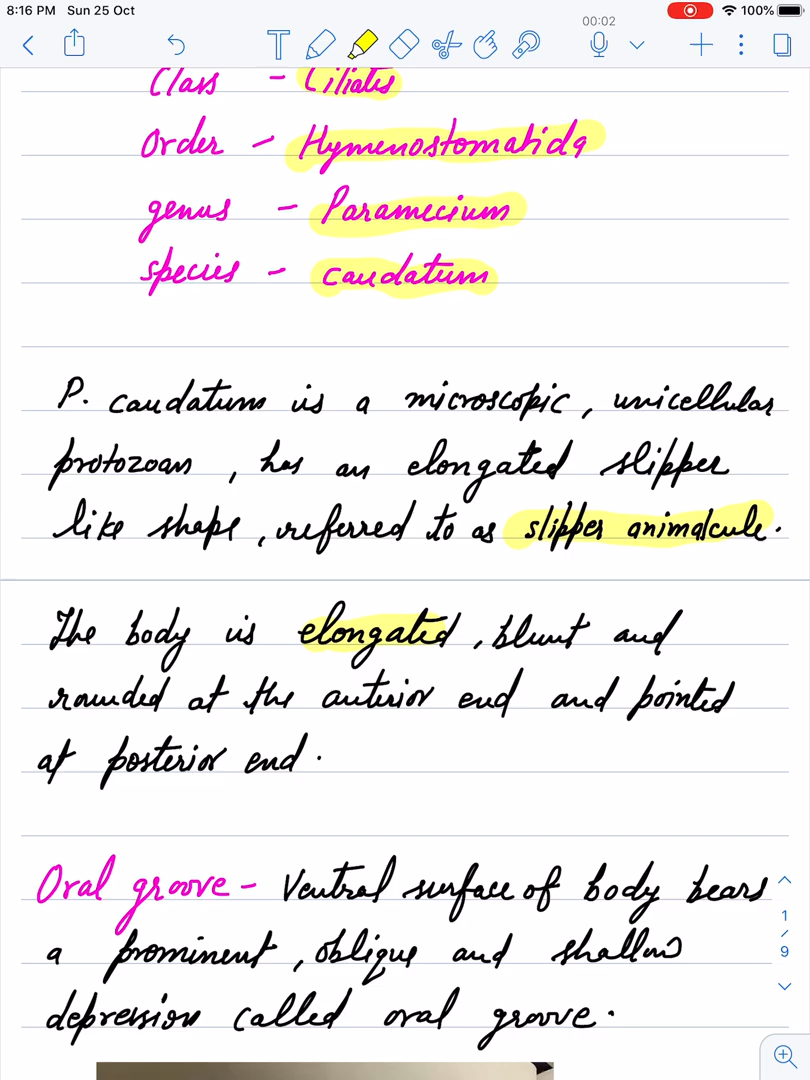 8:16 PM Sun 25 Oct 100%
00:02
Class - Ciliates
Order - Hymenostomatida
genus - Paramecium
species - caudatum
P. caudatum is a microscopic, unicellular
protozoan, has an elongated slipper
like shape, referred to as slipper animalcule.
The body is elongated, blunt and
rounded at the anterior end and pointed
at posterior end.
Oral groove - Ventral surface of body bears
a prominent, oblique and shallow
depression called oral groove.
1
/
9